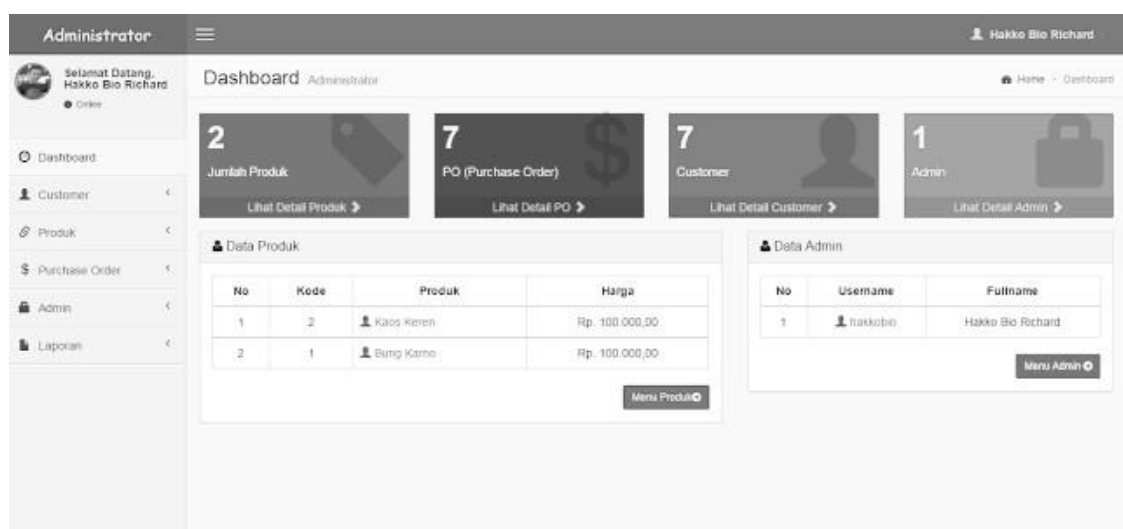 Administrator
Hakko Bio Richard
Selamat Datang,
Hakko Bio Richard
Online
Dashboard Administrator
Home - Dashboard
Dashboard
Customer
Produk
Purchase Order
Admin
Laporan
2
Jumlah Produk
Lihat Detail Produk
7
PO (Purchase Order)
Lihat Detail PO
7
Customer
Lihat Detail Customer
1
Admin
Lihat Detail Admin
Data Produk
No Kode Produk Harga
1 2 Kaos Keren Rp. 100.000,00
2 1 Bung Karno Rp. 100.000,00
Menu Produk
Data Admin
No Username Fullname
1 hakkobio Hakko Bio Richard
Menu Admin